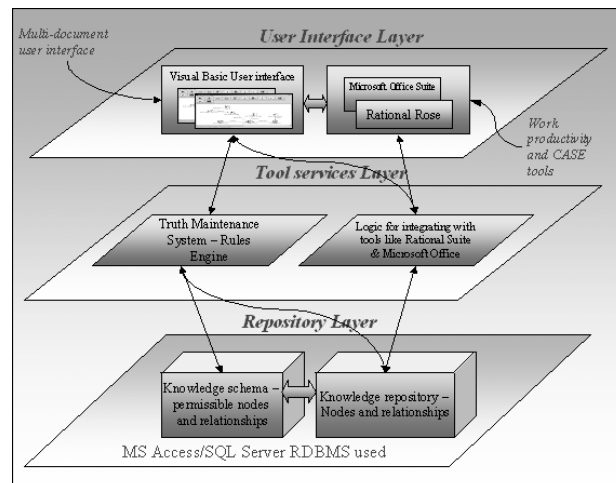 User Interface Layer
Multi-document
user interface
Visual Basic User interface
Microsoft Office Suite
Rational Rose
Work
productivity
and CASE
tools
Tool services Layer
Truth Maintenance
System – Rules
Engine
Logic for integrating with
tools like Rational Suite
& Microsoft Office
Repository Layer
Knowledge schema –
permissible nodes
and relationships
Knowledge repository –
Nodes and relationships
MS Access/SQL Server RDBMS used